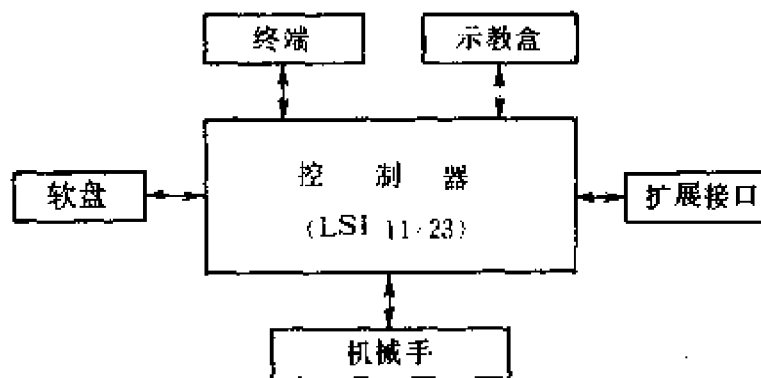 终端
示教盒
控制器
软盘
扩展接口
(LSI 11/23)
机械手